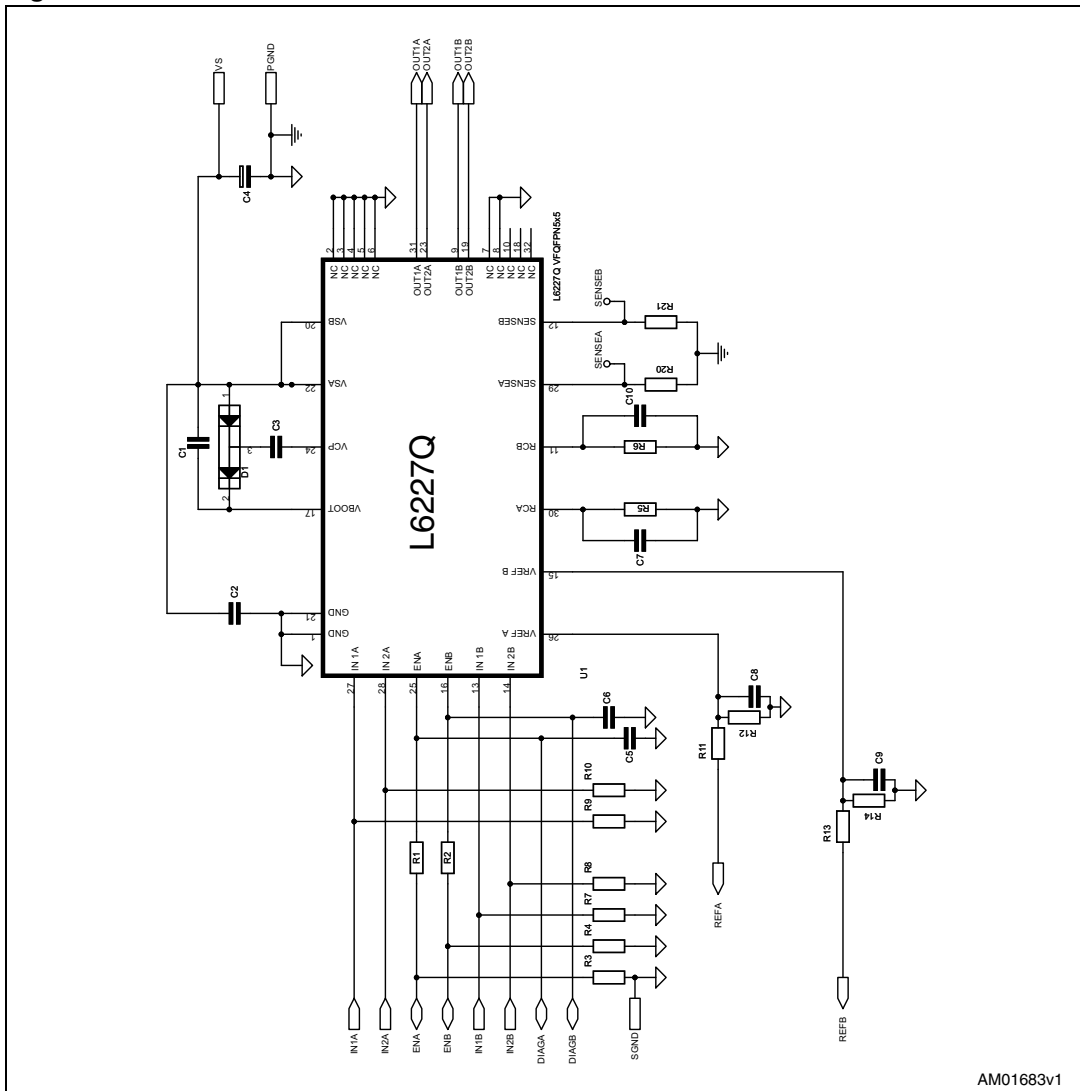 VS
PGND
C4
OUT1A
OUT2A
OUT1B
OUT2B
2
3
4
5
6
31
23
9
19
7
8
10
18
32
NC
NC
NC
NC
NC
OUT1A
OUT2A
OUT1B
OUT2B
NC
NC
NC
NC
NC
L6227Q VFQFPN5x5
20
VSB
22
VSA
24
VCP
17
VBOOT
21
GND
1
GND
C1
1
3
2
D1
C3
C2
L6227Q
SENSEB
12
SENSEA
29
RCB
11
RCA
30
VREF B
15
VREF A
26
SENSEB
R21
SENSEA
R20
C10
R6
R5
C7
IN 1A
IN 2A
ENA
ENB
IN 1B
IN 2B
27
28
25
16
13
14
U1
C6
C5
R10
R9
R1
R2
R8
R7
R4
R3
R11
C8
R12
R13
C9
R14
REFA
REFB
IN1A
IN2A
ENA
ENB
IN1B
IN2B
DIAGA
DIAGB
SGND
AM01683v1